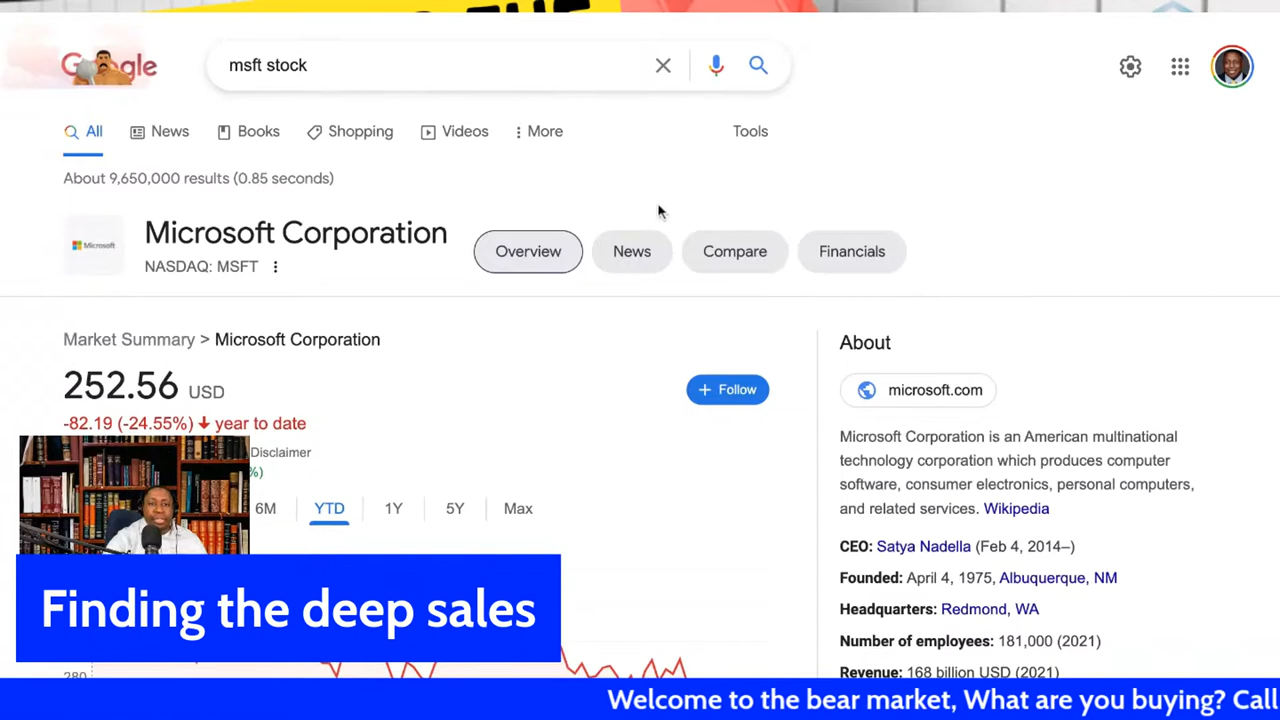 Google
msft stock
All News Books Shopping Videos More Tools
About 9,650,000 results (0.85 seconds)
Microsoft
Microsoft Corporation
NASDAQ: MSFT
Overview News Compare Financials
Market Summary > Microsoft Corporation
252.56 USD
+ Follow
-82.19 (-24.55%) ↓ year to date
Disclaimer
%)
6M YTD 1Y 5Y Max
280
About
microsoft.com
Microsoft Corporation is an American multinational
technology corporation which produces computer
software, consumer electronics, personal computers,
and related services. Wikipedia
CEO: Satya Nadella (Feb 4, 2014–)
Founded: April 4, 1975, Albuquerque, NM
Headquarters: Redmond, WA
Number of employees: 181,000 (2021)
Revenue: 168 billion USD (2021)
Finding the deep sales
Welcome to the bear market, What are you buying? Call